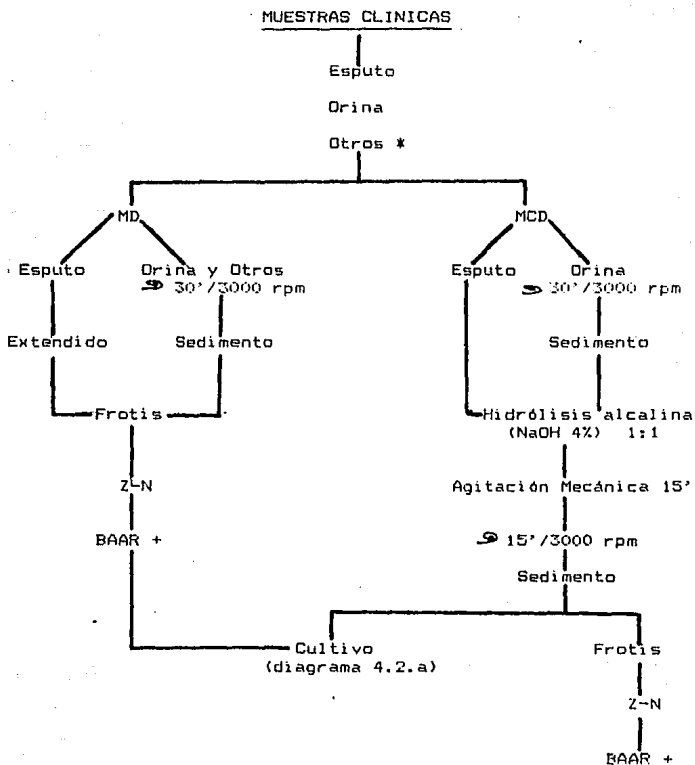 MUESTRAS CLINICAS
Esputo
Orina
Otros *
MD
MCD
Esputo
Orina y Otros
30'/3000 rpm
Esputo
Orina
30'/3000 rpm
Extendido
Sedimento
Sedimento
Frotis
Hidrólisis alcalina
(NaOH 4%) 1:1
Z-N
Agitación Mecánica 15'
BAAR +
15'/3000 rpm
Sedimento
Cultivo
(diagrama 4.2.a)
Frotis
Z-N
BAAR +